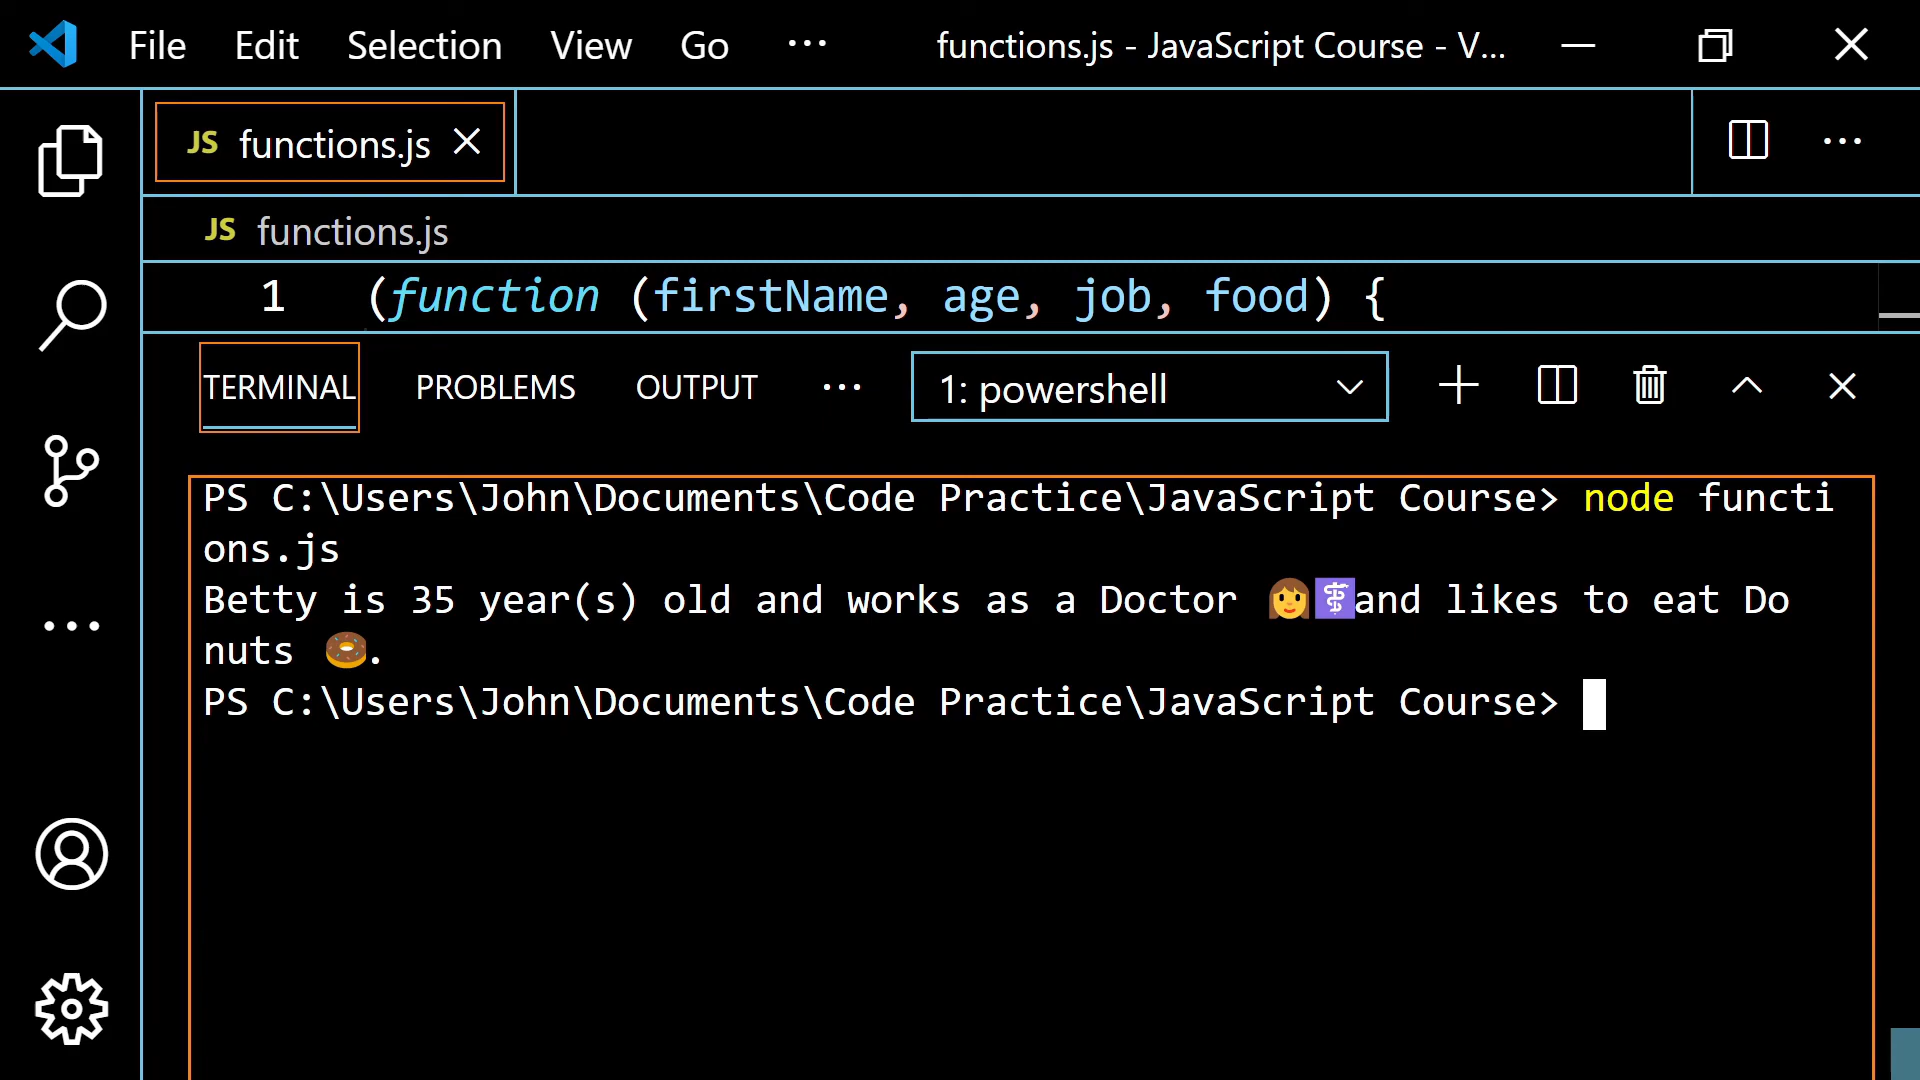 File Edit Selection View Go ··· functions.js - JavaScript Course - V...
JS functions.js
JS functions.js
1 (function (firstName, age, job, food) {
TERMINAL PROBLEMS OUTPUT ··· 1: powershell
PS C:\Users\John\Documents\Code Practice\JavaScript Course> node functi
ons.js
Betty is 35 year(s) old and works as a Doctor 👩⚕and likes to eat Do
nuts 🍩.
PS C:\Users\John\Documents\Code Practice\JavaScript Course>